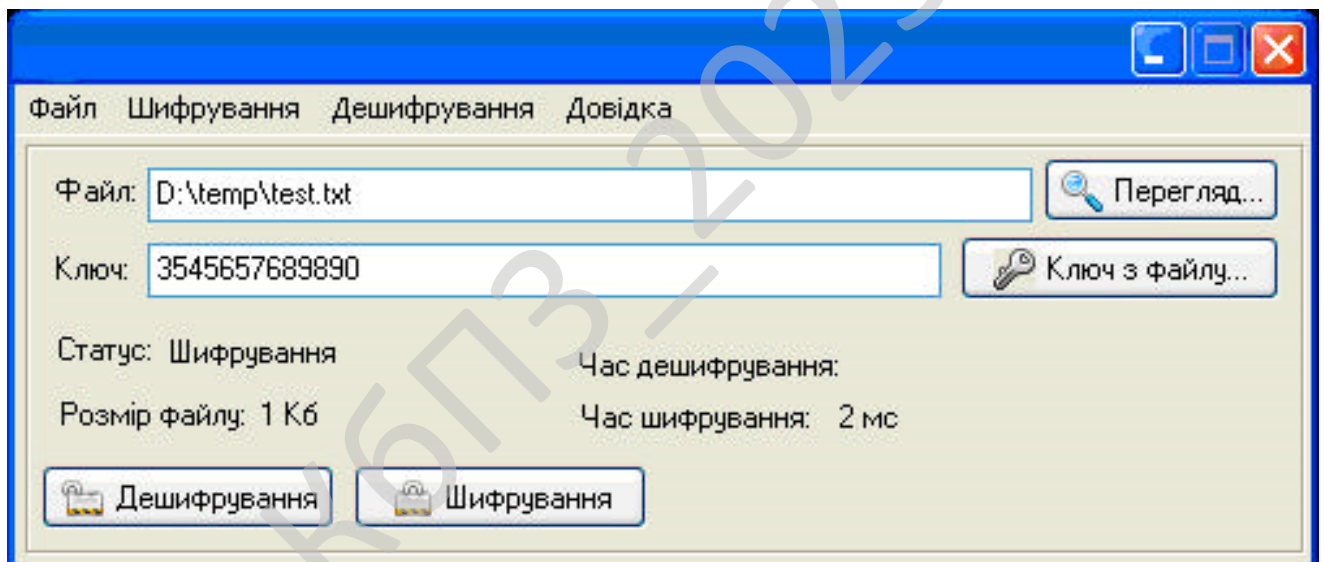 Файл Шифрування Дешифрування Довідка
Файл: D:\temp\test.txt Перегляд...
Ключ: 3545657689890 Ключ з файлу...
Статус: Шифрування Час дешифрування:
Розмір файлу: 1 Кб Час шифрування: 2 мс
Дешифрування Шифрування